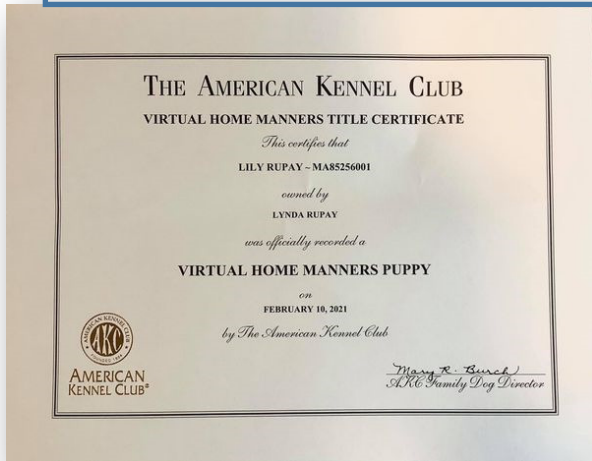 THE AMERICAN KENNEL CLUB
VIRTUAL HOME MANNERS TITLE CERTIFICATE
This certifies that
LILY RUPAY ~ MA85256001
owned by
LYNDA RUPAY
was officially recorded a
VIRTUAL HOME MANNERS PUPPY
on
FEBRUARY 10, 2021
by The American Kennel Club
AMERICAN KENNEL CLUB
AKC
FOUNDED 1884
AMERICAN
KENNEL CLUB®
Mary R. Burch
AKC Family Dog Director